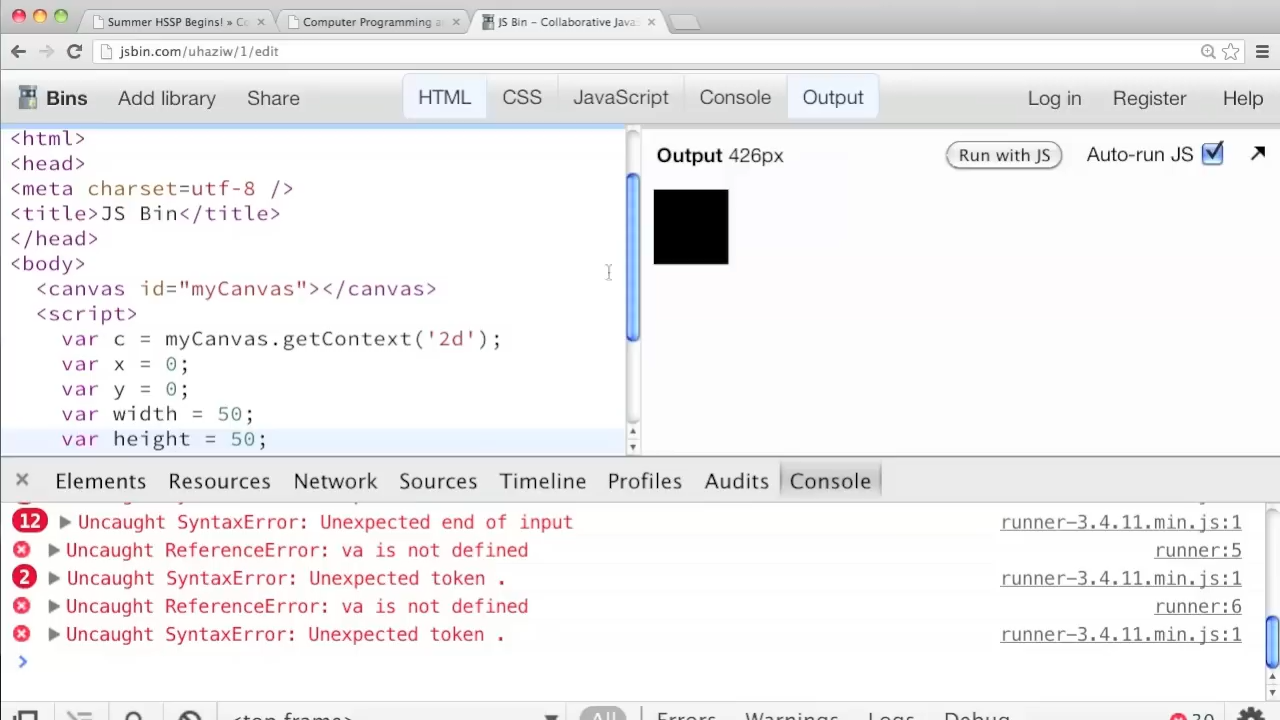 Summer HSSP Begins! » Co
Computer Programming a
JS Bin - Collaborative Java
jsbin.com/uhaziw/1/edit
Bins Add library Share HTML CSS JavaScript Console Output Log in Register Help
<html>
<head>
<meta charset=utf-8 />
<title>JS Bin</title>
</head>
<body>
<canvas id="myCanvas"></canvas>
<script>
var c = myCanvas.getContext('2d');
var x = 0;
var y = 0;
var width = 50;
var height = 50;
Output 426px Run with JS Auto-run JS
Elements Resources Network Sources Timeline Profiles Audits Console
12 Uncaught SyntaxError: Unexpected end of input runner-3.4.11.min.js:1
Uncaught ReferenceError: va is not defined runner:5
2 Uncaught SyntaxError: Unexpected token . runner-3.4.11.min.js:1
Uncaught ReferenceError: va is not defined runner:6
Uncaught SyntaxError: Unexpected token . runner-3.4.11.min.js:1
<top frame> All Errors Warnings Logs Debug